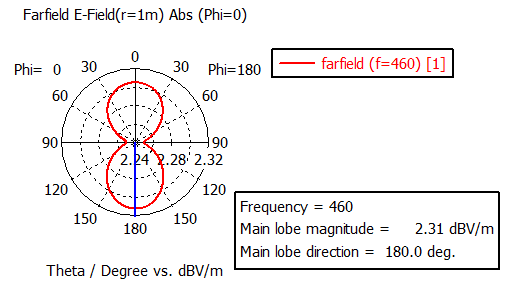 Farfield E-Field(r=1m) Abs (Phi=0)
Phi= 0 30 0 30 Phi=180
farfield (f=460) [1]
60 60
90 2.24 2.28 2.32 90
120 120
150 180 150
Frequency = 460
Main lobe magnitude = 2.31 dBV/m
Main lobe direction = 180.0 deg.
Theta / Degree vs. dBV/m